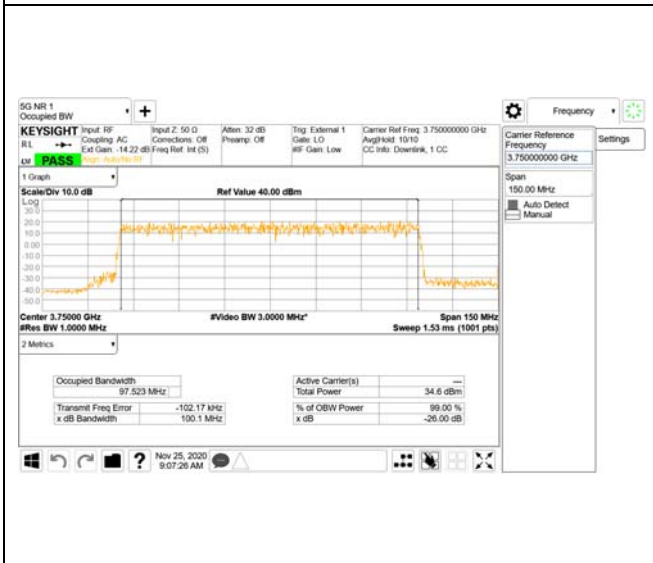 5G NR 1
Occupied BW
+
Frequency
KEYSIGHT
RL
PASS
Input: RF
Coupling: AC
Ext Gain: -14.22 dB
Align: Auto/No RF
Input Z: 50 Ω
Corrections: Off
Freq Ref: Int (S)
Atten: 32 dB
Preamp: Off
Trig: External 1
Gate: LO
#IF Gain: Low
Carrier Ref Freq: 3.750000000 GHz
Avg|Hold: 10/10
CC Info: Downlink, 1 CC
Carrier Reference
Frequency
3.750000000 GHz
Settings
Span
150.00 MHz
Auto Detect
Manual
1 Graph
Scale/Div 10.0 dB
Ref Value 40.00 dBm
Log
30.0
20.0
10.0
0.00
-10.0
-20.0
-30.0
-40.0
-50.0
Center 3.75000 GHz
#Video BW 3.0000 MHz*
Span 150 MHz
#Res BW 1.0000 MHz
Sweep 1.53 ms (1001 pts)
2 Metrics
Occupied Bandwidth
97.523 MHz
Active Carrier(s)
---
Total Power
34.6 dBm
Transmit Freq Error
-102.17 kHz
% of OBW Power
99.00 %
x dB Bandwidth
100.1 MHz
x dB
-26.00 dB
?
Nov 25, 2020
9:07:26 AM